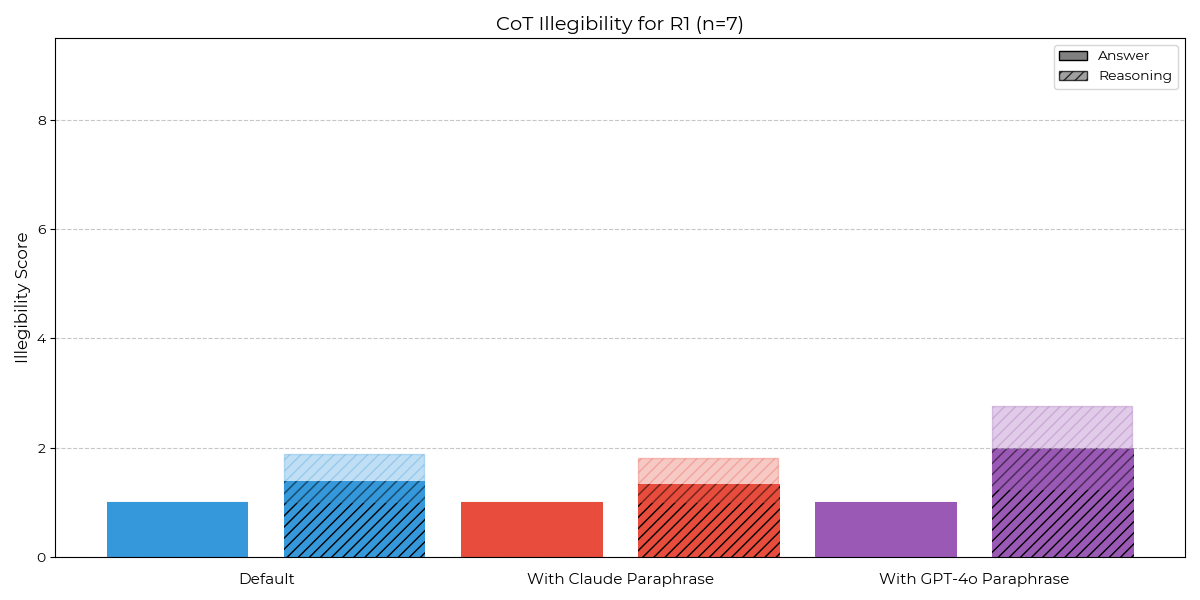 CoT Illegibility for R1 (n=7)
Answer
Reasoning
8
6
4
2
0
Illegibility Score
Default
With Claude Paraphrase
With GPT-4o Paraphrase